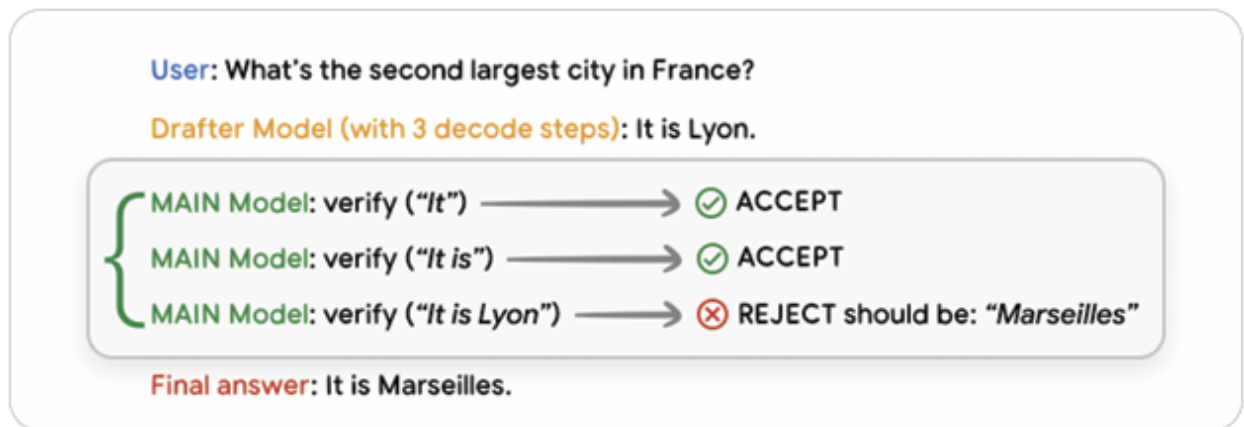 User: What's the second largest city in France?
Drafter Model (with 3 decode steps): It is Lyon.
MAIN Model: verify (“It”) ACCEPT
MAIN Model: verify (“It is”) ACCEPT
MAIN Model: verify (“It is Lyon”) REJECT should be: “Marseilles”
Final answer: It is Marseilles.